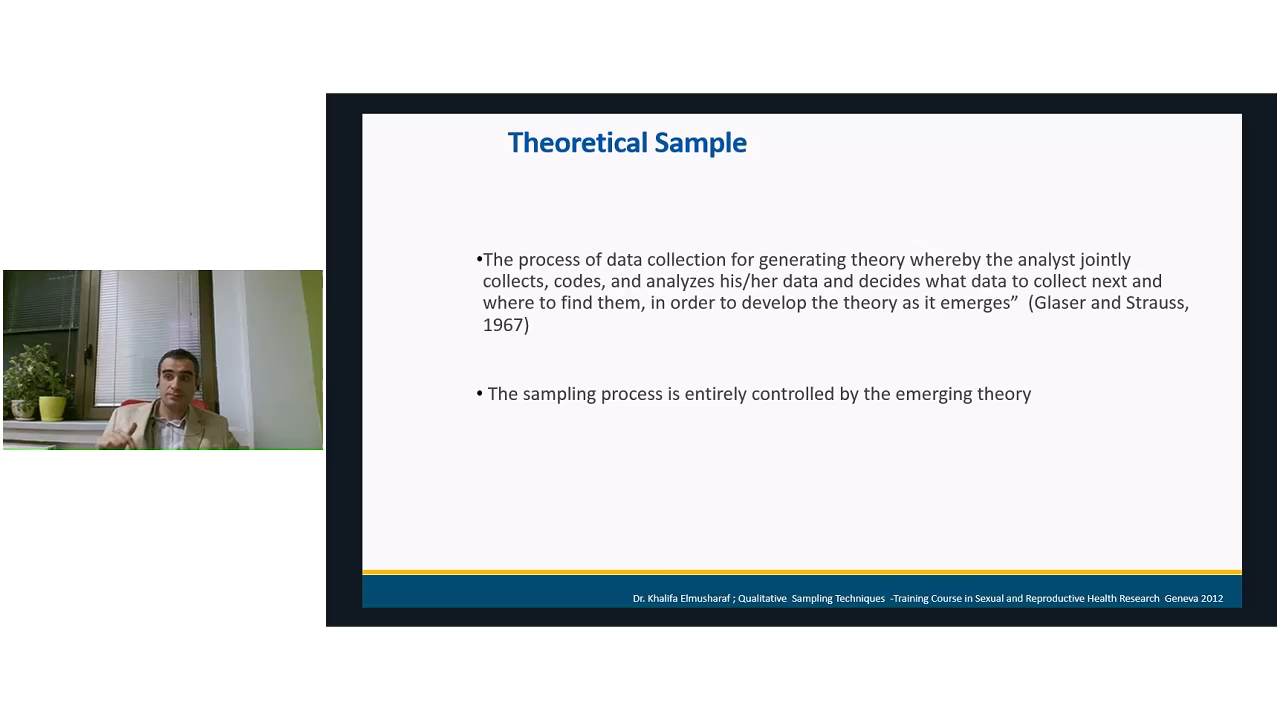 Theoretical Sample
•The process of data collection for generating theory whereby the analyst jointly
collects, codes, and analyzes his/her data and decides what data to collect next and
where to find them, in order to develop the theory as it emerges” (Glaser and Strauss,
1967)
• The sampling process is entirely controlled by the emerging theory
Dr. Khalifa Elmusharaf ; Qualitative Sampling Techniques -Training Course in Sexual and Reproductive Health Research Geneva 2012